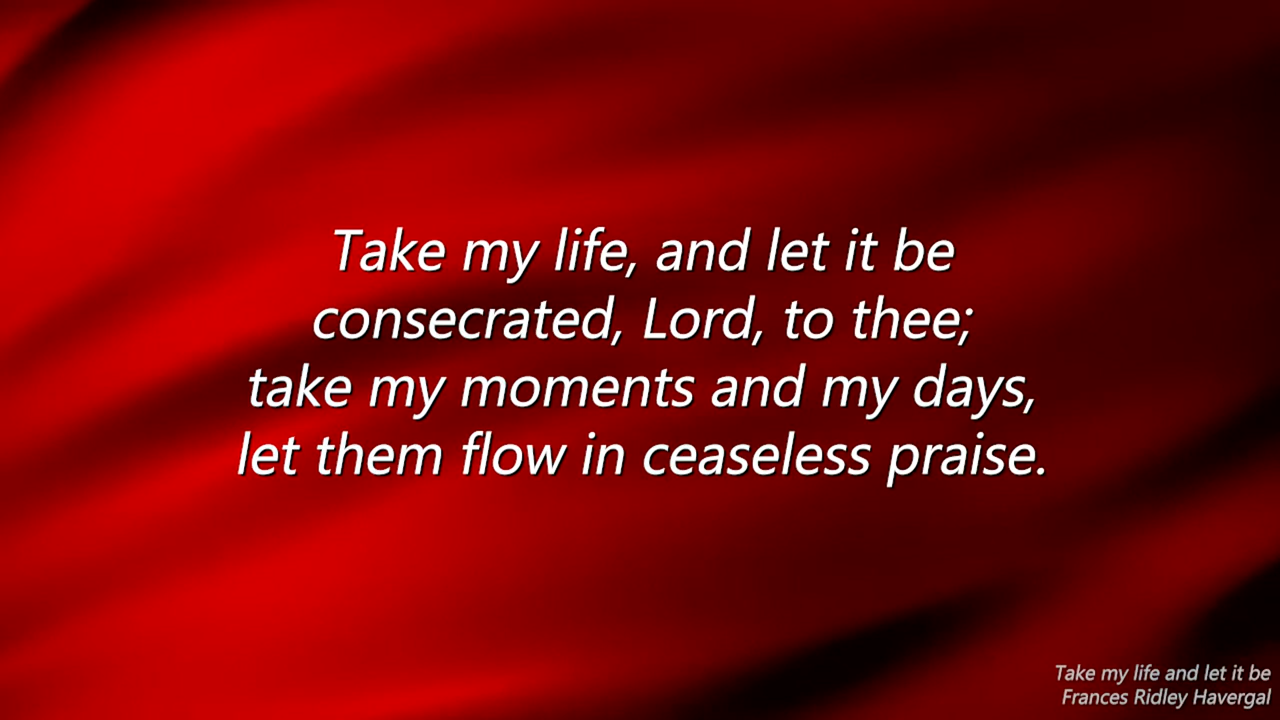 Take my life, and let it be
consecrated, Lord, to thee;
take my moments and my days,
let them flow in ceaseless praise.
Take my life and let it be
Frances Ridley Havergal